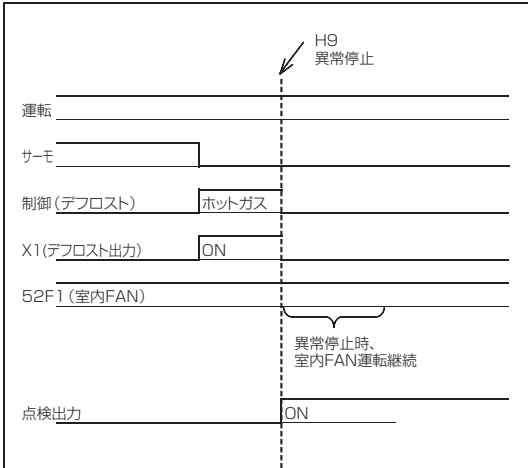 H9
異常停止
運転
サーモ
制御(デフロスト)
ホットガス
X1(デフロスト出力)
ON
52F1(室内FAN)
異常停止時、
室内FAN運転継続
点検出力
ON